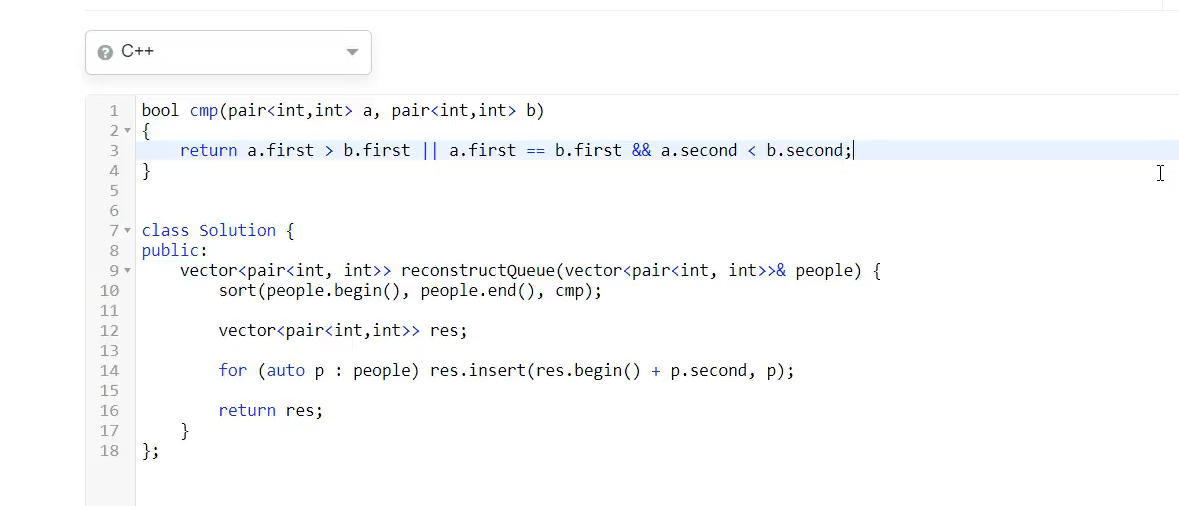 C++
1 bool cmp(pair<int,int> a, pair<int,int> b)
2 {
3     return a.first > b.first || a.first == b.first && a.second < b.second;
4 }
5
6
7 class Solution {
8 public:
9     vector<pair<int, int>> reconstructQueue(vector<pair<int, int>>& people) {
10         sort(people.begin(), people.end(), cmp);
11
12         vector<pair<int,int>> res;
13
14         for (auto p : people) res.insert(res.begin() + p.second, p);
15
16         return res;
17     }
18 };